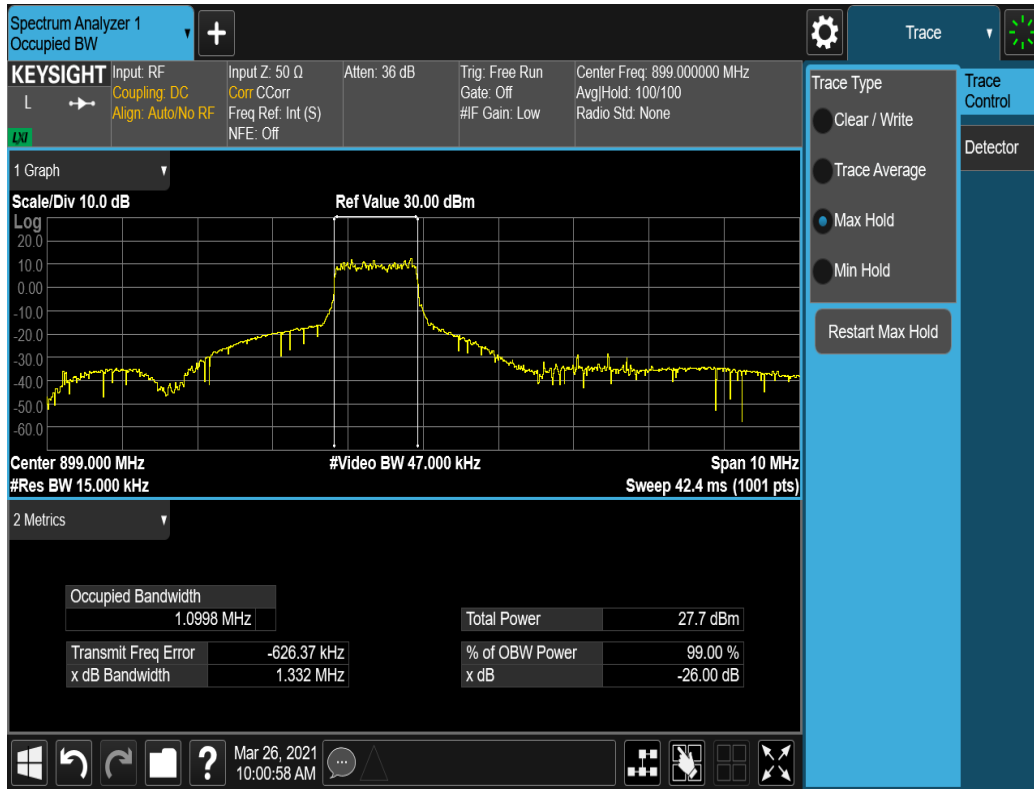 Spectrum Analyzer 1
Occupied BW
+
Trace
KEYSIGHT
L
LXI
Input: RF
Coupling: DC
Align: Auto/No RF
Input Z: 50 Ω
Corr CCorr
Freq Ref: Int (S)
NFE: Off
Atten: 36 dB
Trig: Free Run
Gate: Off
#IF Gain: Low
Center Freq: 899.000000 MHz
Avg|Hold: 100/100
Radio Std: None
Trace Type
Clear / Write
Trace Average
Max Hold
Min Hold
Restart Max Hold
Trace
Control
Detector
1 Graph
Scale/Div 10.0 dB
Ref Value 30.00 dBm
Log
20.0
10.0
0.00
-10.0
-20.0
-30.0
-40.0
-50.0
-60.0
Center 899.000 MHz
#Video BW 47.000 kHz
Span 10 MHz
#Res BW 15.000 kHz
Sweep 42.4 ms (1001 pts)
2 Metrics
Occupied Bandwidth
1.0998 MHz
Total Power 27.7 dBm
Transmit Freq Error -626.37 kHz
% of OBW Power 99.00 %
x dB Bandwidth 1.332 MHz
x dB -26.00 dB
?
Mar 26, 2021
10:00:58 AM